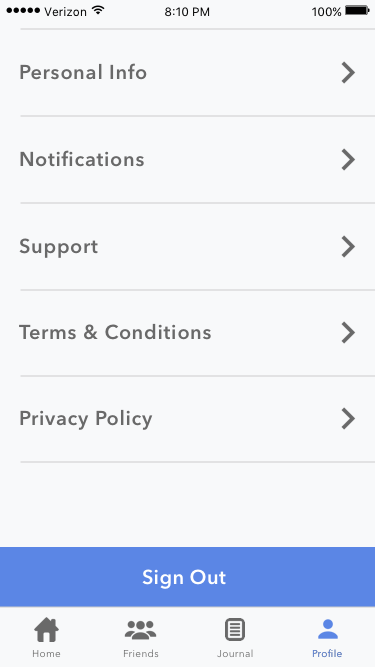 Verizon 8:10 PM 100%
Personal Info
Notifications
Support
Terms & Conditions
Privacy Policy
Sign Out
Home Friends Journal Profile